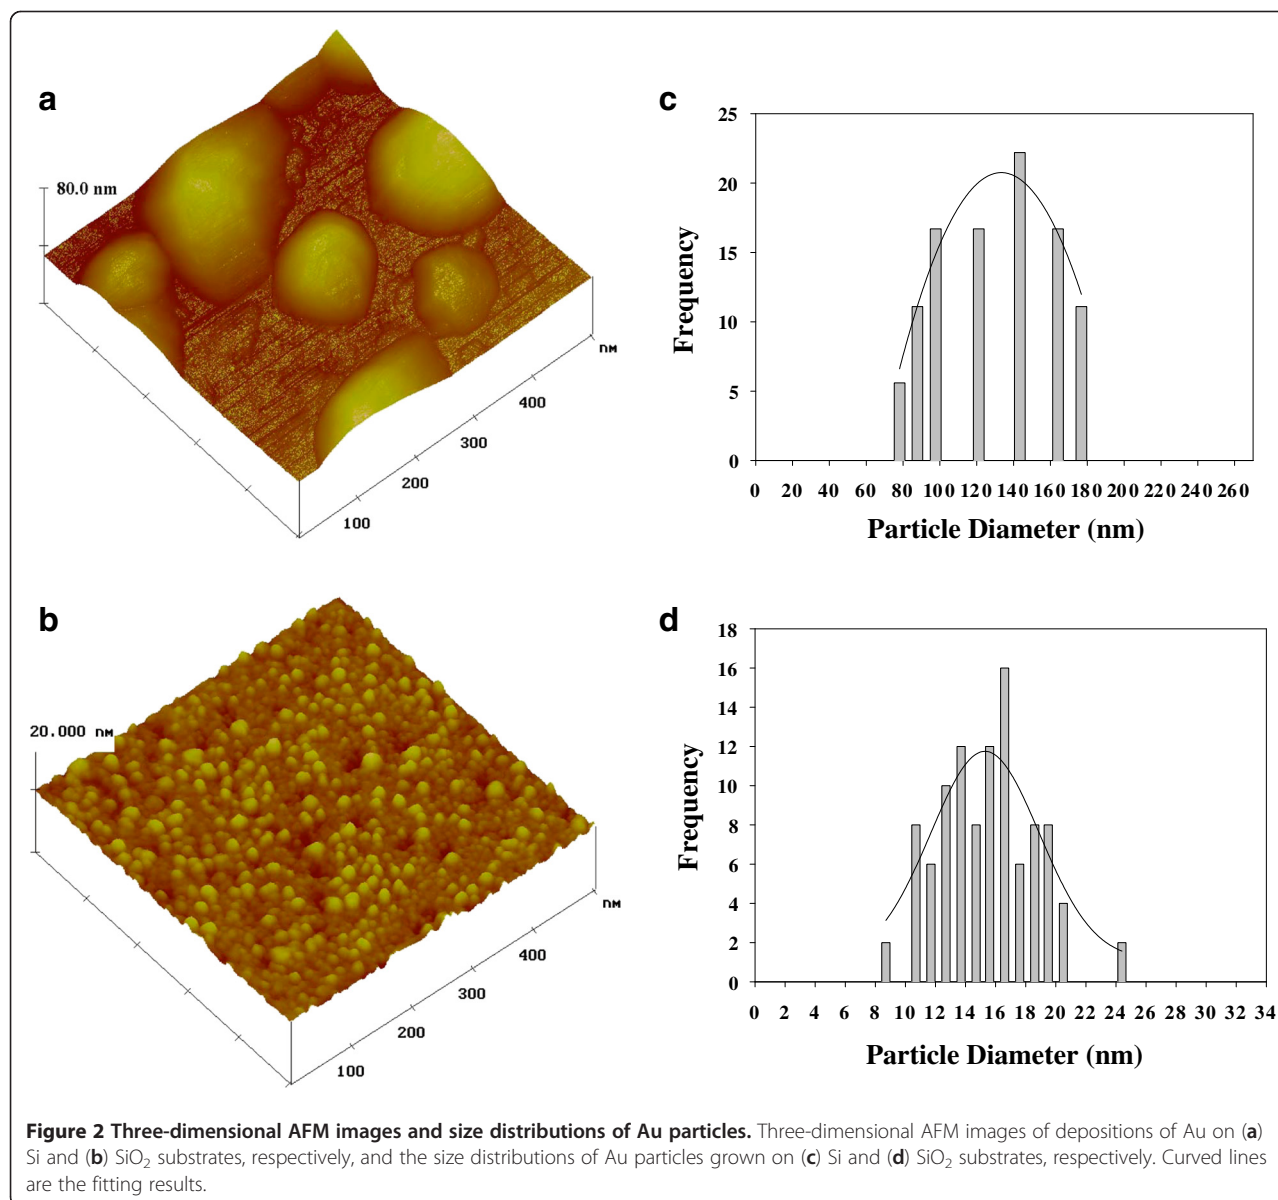 a
80.0 nm
nM
400
300
200
100
c
25
20
15
10
5
0
Frequency
0 20 40 60 80 100 120 140 160 180 200 220 240 260
Particle Diameter (nm)
b
20.000 nM
nM
400
300
200
100
d
18
16
14
12
10
8
6
4
2
0
Frequency
0 2 4 6 8 10 12 14 16 18 20 22 24 26 28 30 32 34
Particle Diameter (nm)
Figure 2 Three-dimensional AFM images and size distributions of Au particles. Three-dimensional AFM images of depositions of Au on (a)
Si and (b) SiO₂ substrates, respectively, and the size distributions of Au particles grown on (c) Si and (d) SiO₂ substrates, respectively. Curved lines
are the fitting results.